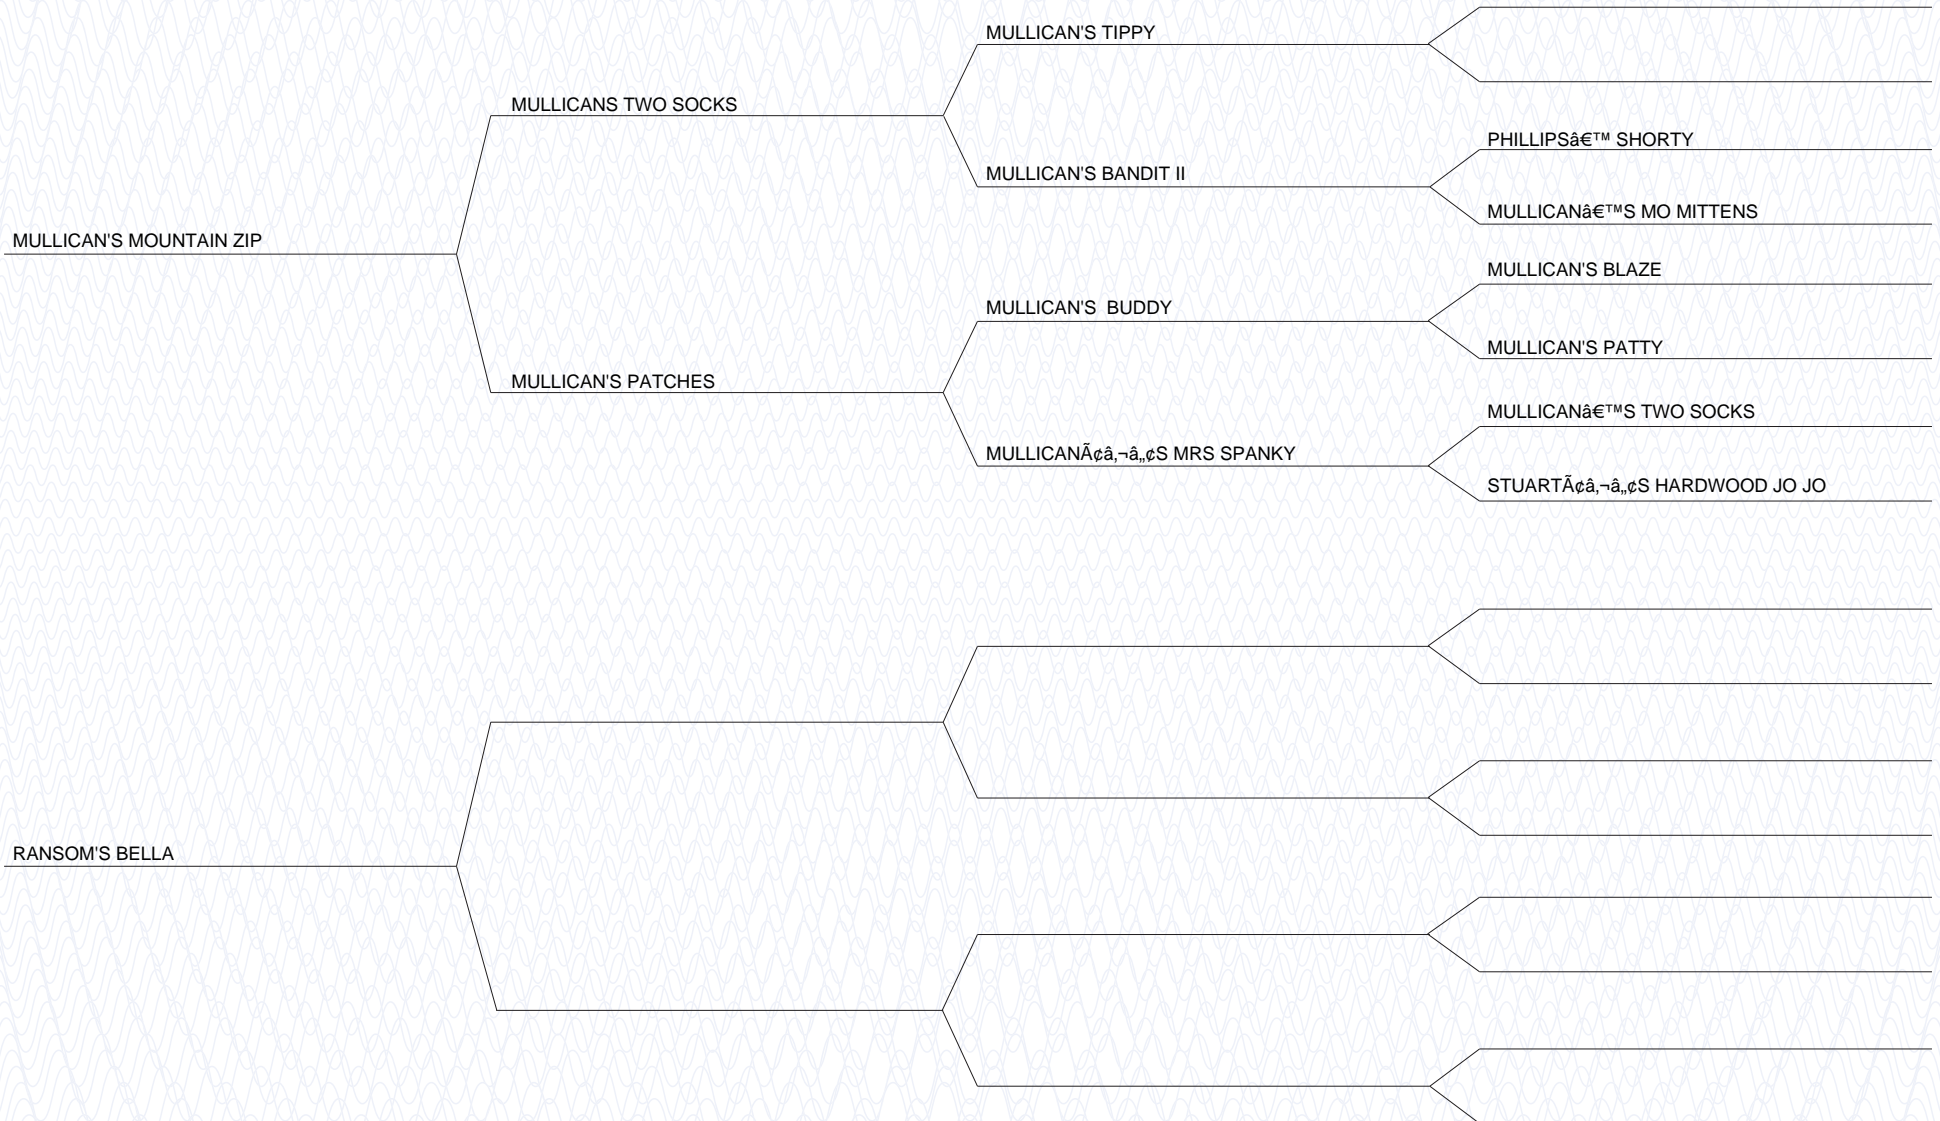 MULLICAN'S TIPPY
MULLICANS TWO SOCKS
PHILLIPSâ€™ SHORTY
MULLICAN'S BANDIT II
MULLICANâ€™S MO MITTENS
MULLICAN'S MOUNTAIN ZIP
MULLICAN'S BLAZE
MULLICAN'S  BUDDY
MULLICAN'S PATTY
MULLICAN'S PATCHES
MULLICANâ€™S TWO SOCKS
MULLICANÃ¢â‚¬â„¢S MRS SPANKY
STUARTÃ¢â‚¬â„¢S HARDWOOD JO JO
RANSOM'S BELLA